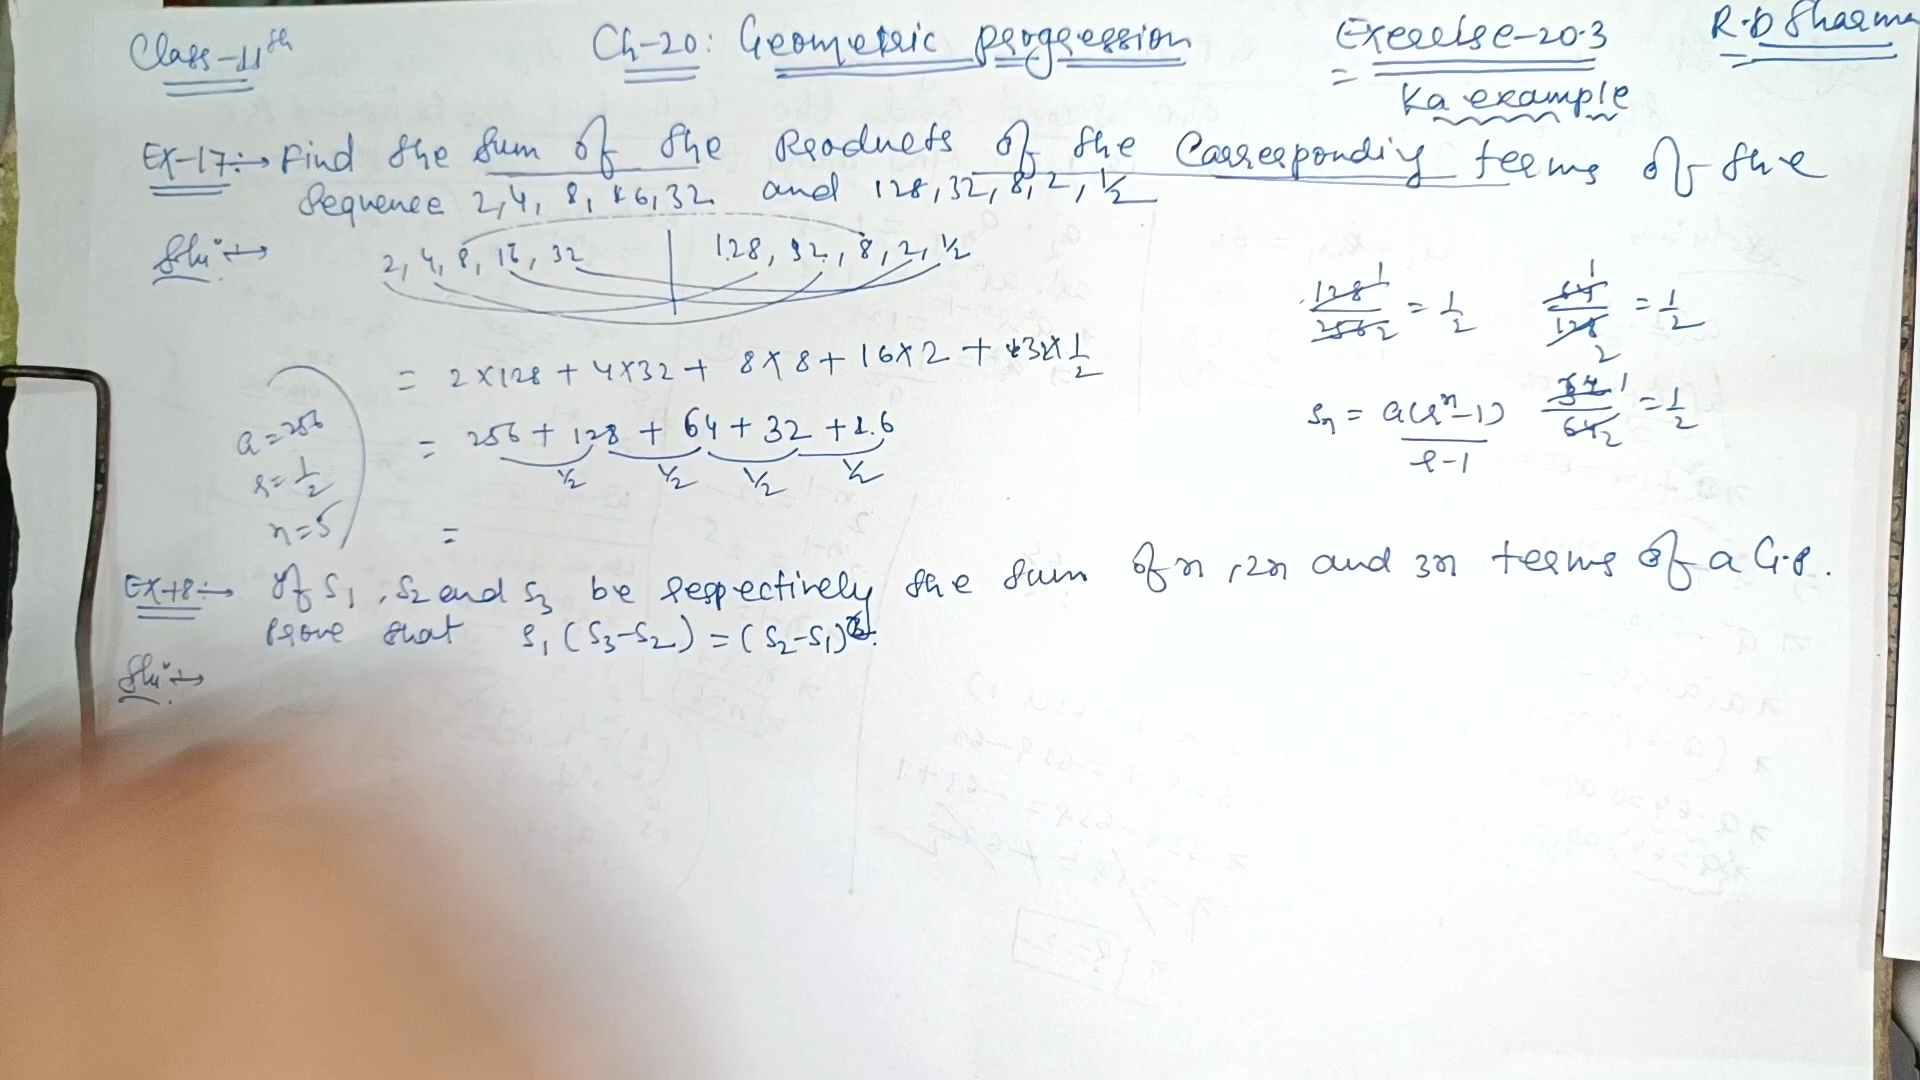 Class-11th Ch-20: Geometric progression Exercise-20.3 R.D Sharma
Ka example
Ex-17:→ Find the sum of the Products of the Corresponding terms of the
Sequence 2,4, 8, 16,32 and 128,32,8,2,1/2
Slu:→ 2, 4, 8, 16, 32 | 128, 32, 8, 2, 1/2
128/256 = 1/2 64/128 = 1/2
= 2×128 + 4×32 + 8×8 + 16×2 + 32×1/2
a=256
r=1/2
n=5
= 256 + 128 + 64 + 32 + 16
1/2 1/2 1/2 1/2
Sn = a(r^n-1)/r-1 32/64 = 1/2
=
Ex-18:→ If S1, S2 and S3 be respectively the sum of n, 2n and 3n terms of a G.P.
Prove that S1(S3-S2) = (S2-S1)²
Slu:→